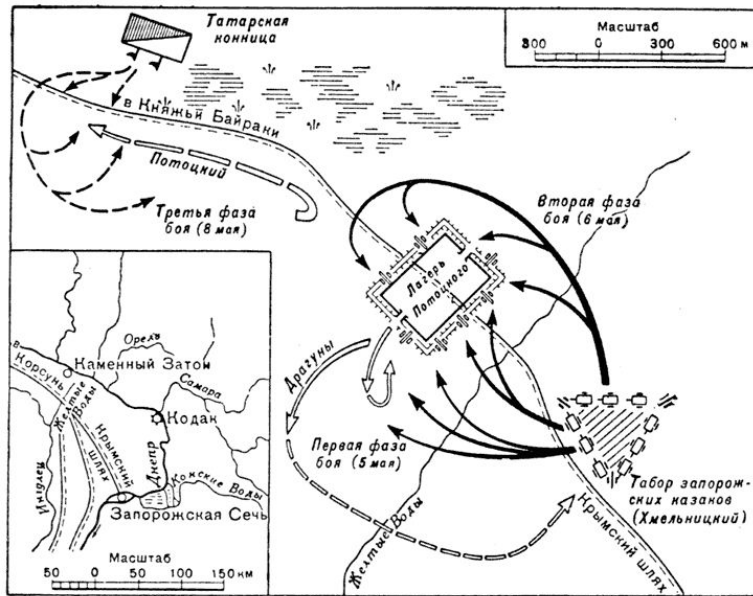 Татарская
конница
Масштаб
300 0 300 600 м
в Княжьи Байраки
Потоцкий
Третья фаза
боя (8 мая)
Вторая фаза
боя (6 мая)
Лагерь
Потоцкого
Драгуны
Первая фаза
боя (5 мая)
Табор запорож-
ских казаков
(Хмельницкий)
Желтые Воды
Крымский шлях
в Корсунь
Каменный Затон
Орель
Самара
Желтые Воды
Кодак
Крымский
шлях
Днепр
Конские Воды
Ингулец
Запорожская Сечь
Масштаб
50 0 50 100 150 км